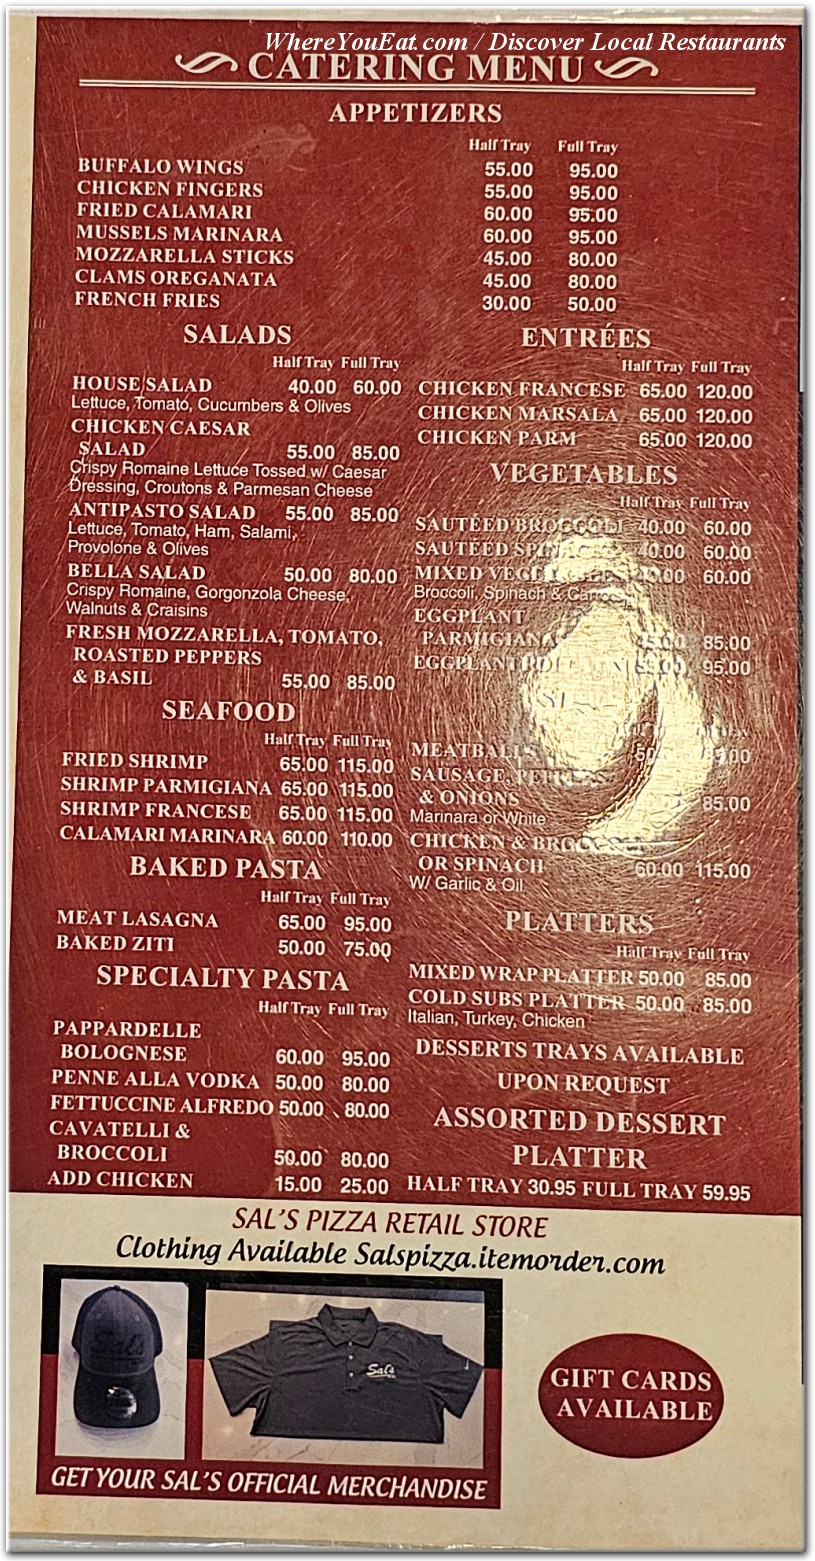 WhereYouEat.com / Discover Local Restaurants
CATERING MENU
APPETIZERS
Half Tray Full Tray
BUFFALO WINGS 55.00 95.00
CHICKEN FINGERS 55.00 95.00
FRIED CALAMARI 60.00 95.00
MUSSELS MARINARA 60.00 95.00
MOZZARELLA STICKS 45.00 80.00
CLAMS OREGANATA 45.00 80.00
FRENCH FRIES 30.00 50.00
SALADS
Half Tray Full Tray
HOUSE SALAD 40.00 60.00
Lettuce, Tomato, Cucumbers & Olives
CHICKEN CAESAR
SALAD 55.00 85.00
Crispy Romaine Lettuce Tossed w/ Caesar
Dressing, Croutons & Parmesan Cheese
ANTIPASTO SALAD 55.00 85.00
Lettuce, Tomato, Ham, Salami,
Provolone & Olives
BELLA SALAD 50.00 80.00
Crispy Romaine, Gorgonzola Cheese,
Walnuts & Craisins
FRESH MOZZARELLA, TOMATO,
ROASTED PEPPERS
& BASIL 55.00 85.00
SEAFOOD
Half Tray Full Tray
FRIED SHRIMP 65.00 115.00
SHRIMP PARMIGIANA 65.00 115.00
SHRIMP FRANCESE 65.00 115.00
CALAMARI MARINARA 60.00 110.00
BAKED PASTA
Half Tray Full Tray
MEAT LASAGNA 65.00 95.00
BAKED ZITI 50.00 75.00
SPECIALTY PASTA
Half Tray Full Tray
PAPPARDELLE
BOLOGNESE 60.00 95.00
PENNE ALLA VODKA 50.00 80.00
FETTUCCINE ALFREDO 50.00 80.00
CAVATELLI &
BROCCOLI 50.00 80.00
ADD CHICKEN 15.00 25.00
ENTRÉES
Half Tray Full Tray
CHICKEN FRANCESE 65.00 120.00
CHICKEN MARSALA 65.00 120.00
CHICKEN PARM 65.00 120.00
VEGETABLES
Half Tray Full Tray
SAUTÉED BROCCOLI 40.00 60.00
SAUTÉED SPINACH 40.00 60.00
MIXED VEGETABLES 40.00 60.00
Broccoli, Spinach & Carrots
EGGPLANT
PARMIGIANA 85.00
EGGPLANT 95.00
MEATBALLS
SAUSAGE, PEPPERS
& ONIONS 85.00
Marinara or White
CHICKEN & BROCCOLI
OR SPINACH 60.00 115.00
W/ Garlic & Oil
PLATTERS
Half Tray Full Tray
MIXED WRAP PLATTER 50.00 85.00
COLD SUBS PLATTER 50.00 85.00
Italian, Turkey, Chicken
DESSERTS TRAYS AVAILABLE
UPON REQUEST
ASSORTED DESSERT
PLATTER
HALF TRAY 30.95 FULL TRAY 59.95
SAL'S PIZZA RETAIL STORE
Clothing Available Salspizza.itemorder.com
Sal's
Sal's
GET YOUR SAL'S OFFICIAL MERCHANDISE
GIFT CARDS
AVAILABLE